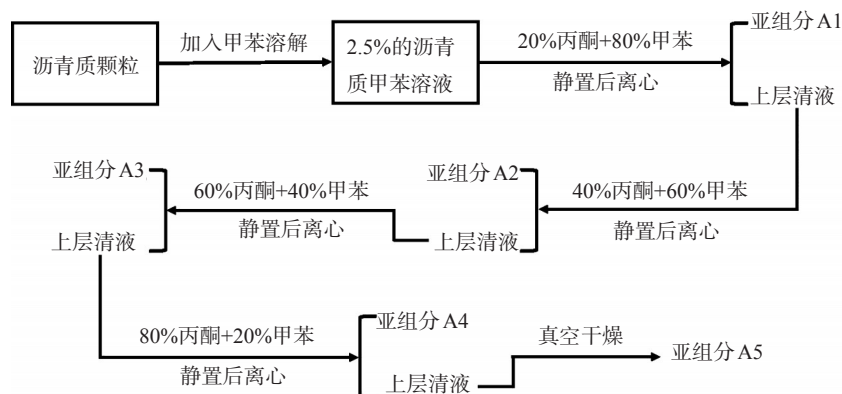 沥青质颗粒
加入甲苯溶解
2.5%的沥青
质甲苯溶液
20%丙酮+80%甲苯
静置后离心
亚组分A1
上层清液
40%丙酮+60%甲苯
静置后离心
亚组分A2
上层清液
60%丙酮+40%甲苯
静置后离心
亚组分A3
上层清液
80%丙酮+20%甲苯
静置后离心
亚组分A4
上层清液
真空干燥
亚组分A5